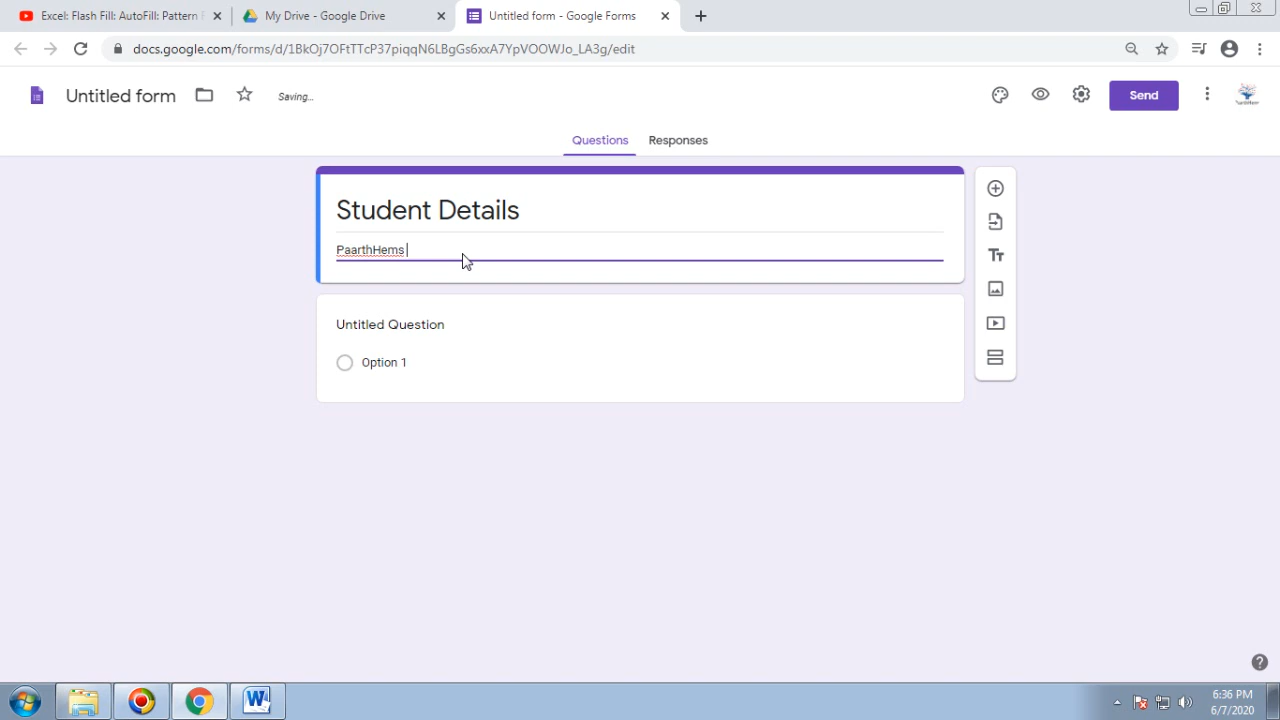 Excel: Flash Fill: AutoFill: Pattern
My Drive - Google Drive
Untitled form - Google Forms
docs.google.com/forms/d/1BkOj7OFtTTcP37piqqN6LBgGs6xxA7YpVOOWJo_LA3g/edit
Untitled form
Saving...
Send
Questions
Responses
Student Details
PaarthHems
Untitled Question
Option 1
6:36 PM
6/7/2020